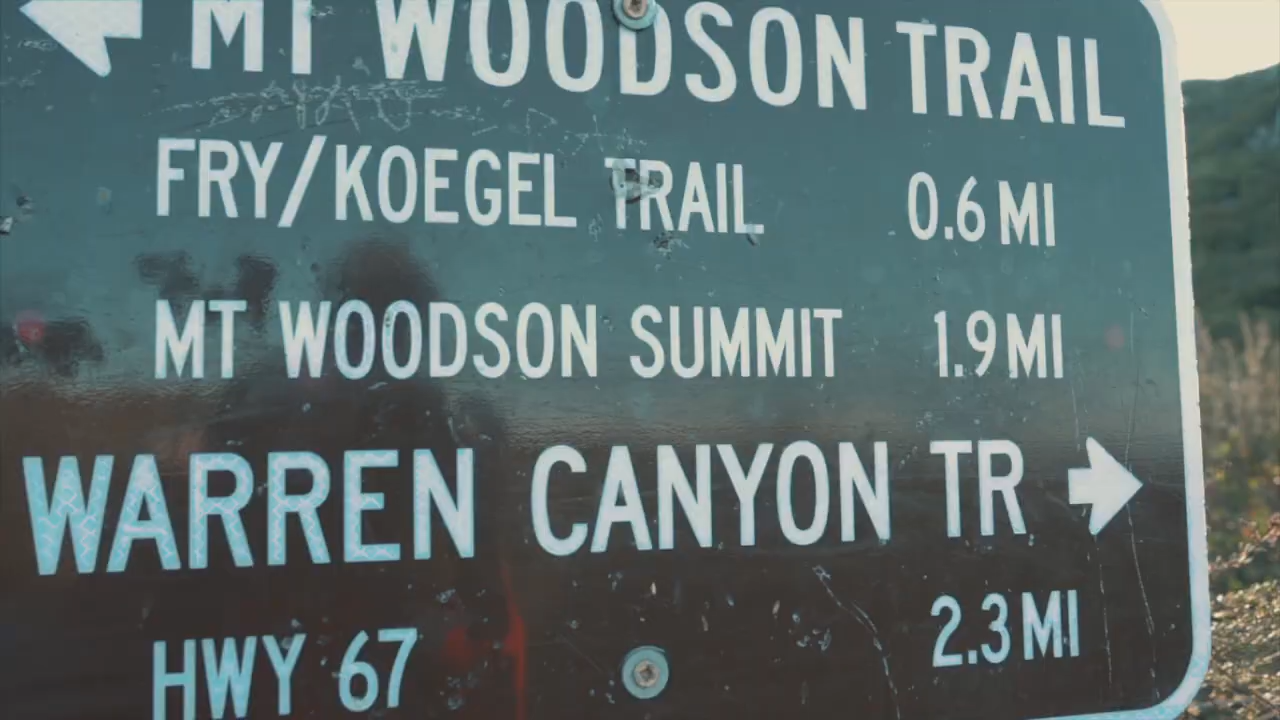 MT WOODSON TRAIL
FRY/KOEGEL TRAIL 0.6 MI
MT WOODSON SUMMIT 1.9 MI
WARREN CANYON TR
HWY 67 2.3 MI